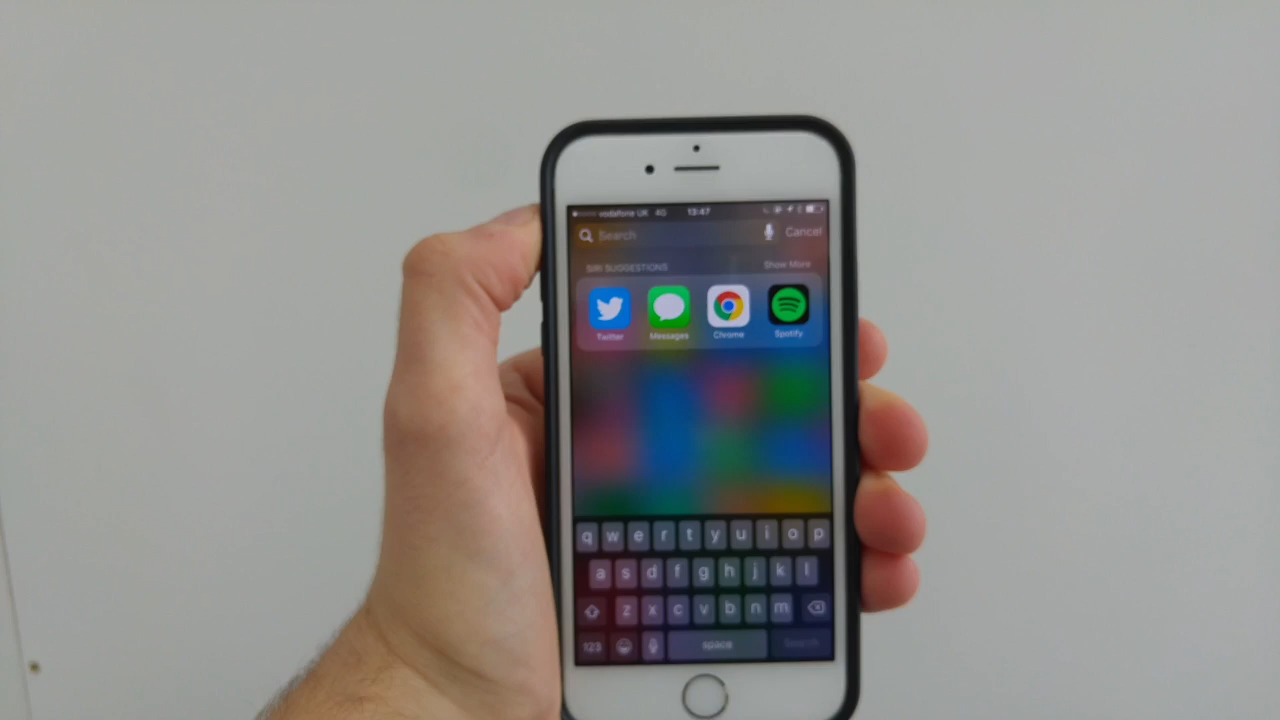 vodafone UK 4G 13:47
Search Cancel
SIRI SUGGESTIONS Show More
Twitter Messages Chrome Spotify
q w e r t y u i o p
a s d f g h j k l
z x c v b n m
123 space Search